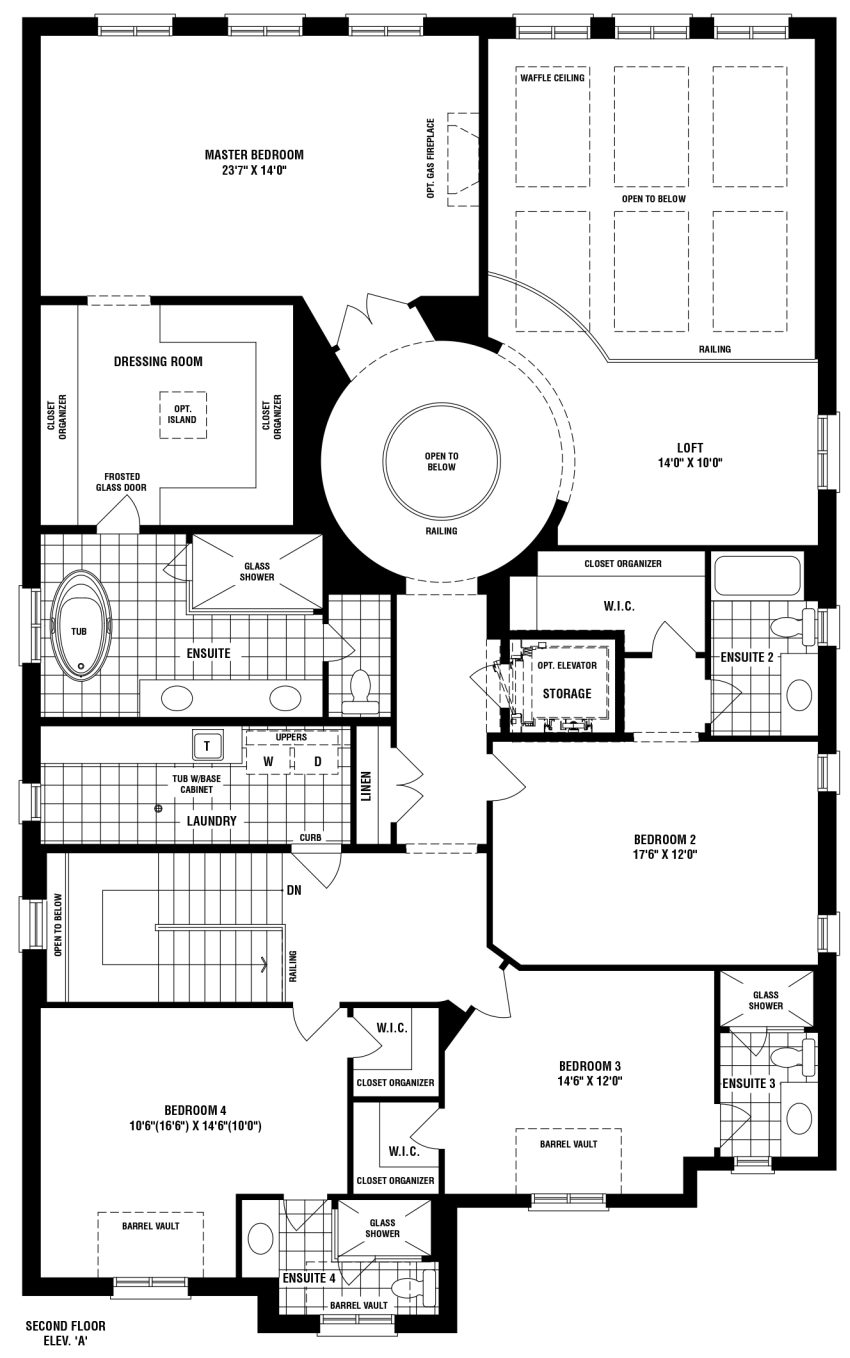 WAFFLE CEILING
MASTER BEDROOM
23'7" X 14'0"
OPT. GAS FIREPLACE
OPEN TO BELOW
RAILING
DRESSING ROOM
CLOSET
ORGANIZER
OPT.
ISLAND
CLOSET
ORGANIZER
FROSTED
GLASS DOOR
OPEN TO
BELOW
RAILING
LOFT
14'0" X 10'0"
GLASS
SHOWER
TUB
ENSUITE
CLOSET ORGANIZER
W.I.C.
ENSUITE 2
OPT. ELEVATOR
STORAGE
T
UPPERS
W
D
TUB W/BASE
CABINET
LAUNDRY
CURB
LINEN
BEDROOM 2
17'6" X 12'0"
OPEN TO BELOW
DN
RAILING
GLASS
SHOWER
W.I.C.
CLOSET ORGANIZER
BEDROOM 3
14'6" X 12'0"
ENSUITE 3
BEDROOM 4
10'6"(16'6") X 14'6"(10'0")
W.I.C.
CLOSET ORGANIZER
BARREL VAULT
BARREL VAULT
GLASS
SHOWER
ENSUITE 4
BARREL VAULT
SECOND FLOOR
ELEV. 'A'